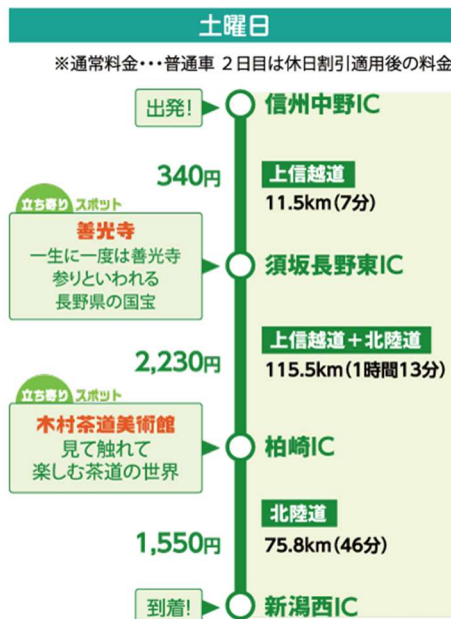 土曜日
※通常料金・・・普通車 2日目は休日割引適用後の料金
出発!
信州中野IC
340円
上信越道
11.5km(7分)
立ち寄りスポット
善光寺
一生に一度は善光寺
参りといわれる
長野県の国宝
須坂長野東IC
2,230円
上信越道+北陸道
115.5km(1時間13分)
立ち寄りスポット
木村茶道美術館
見て触れて
楽しむ茶道の世界
柏崎IC
1,550円
北陸道
75.8km(46分)
到着!
新潟西IC